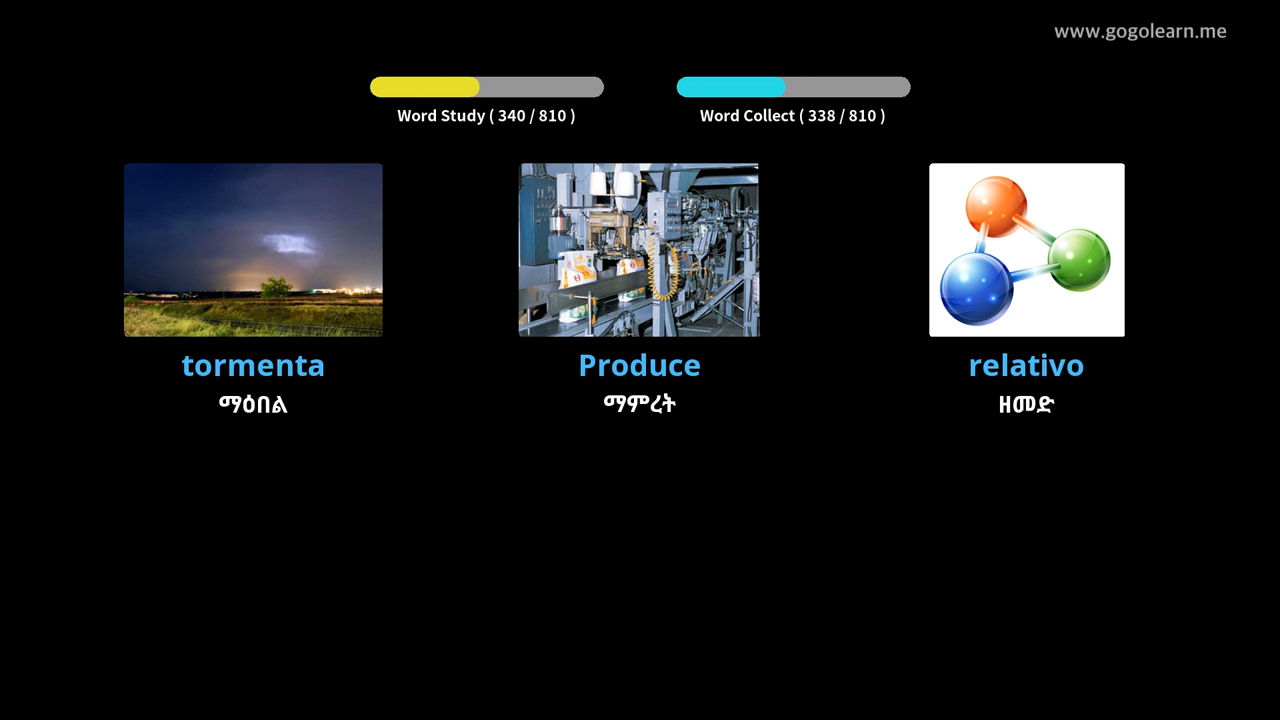 www.gogolearn.me
Word Study ( 340 / 810 )
Word Collect ( 338 / 810 )
tormenta
ማዕበል
Produce
ማምረት
relativo
ዘመድ